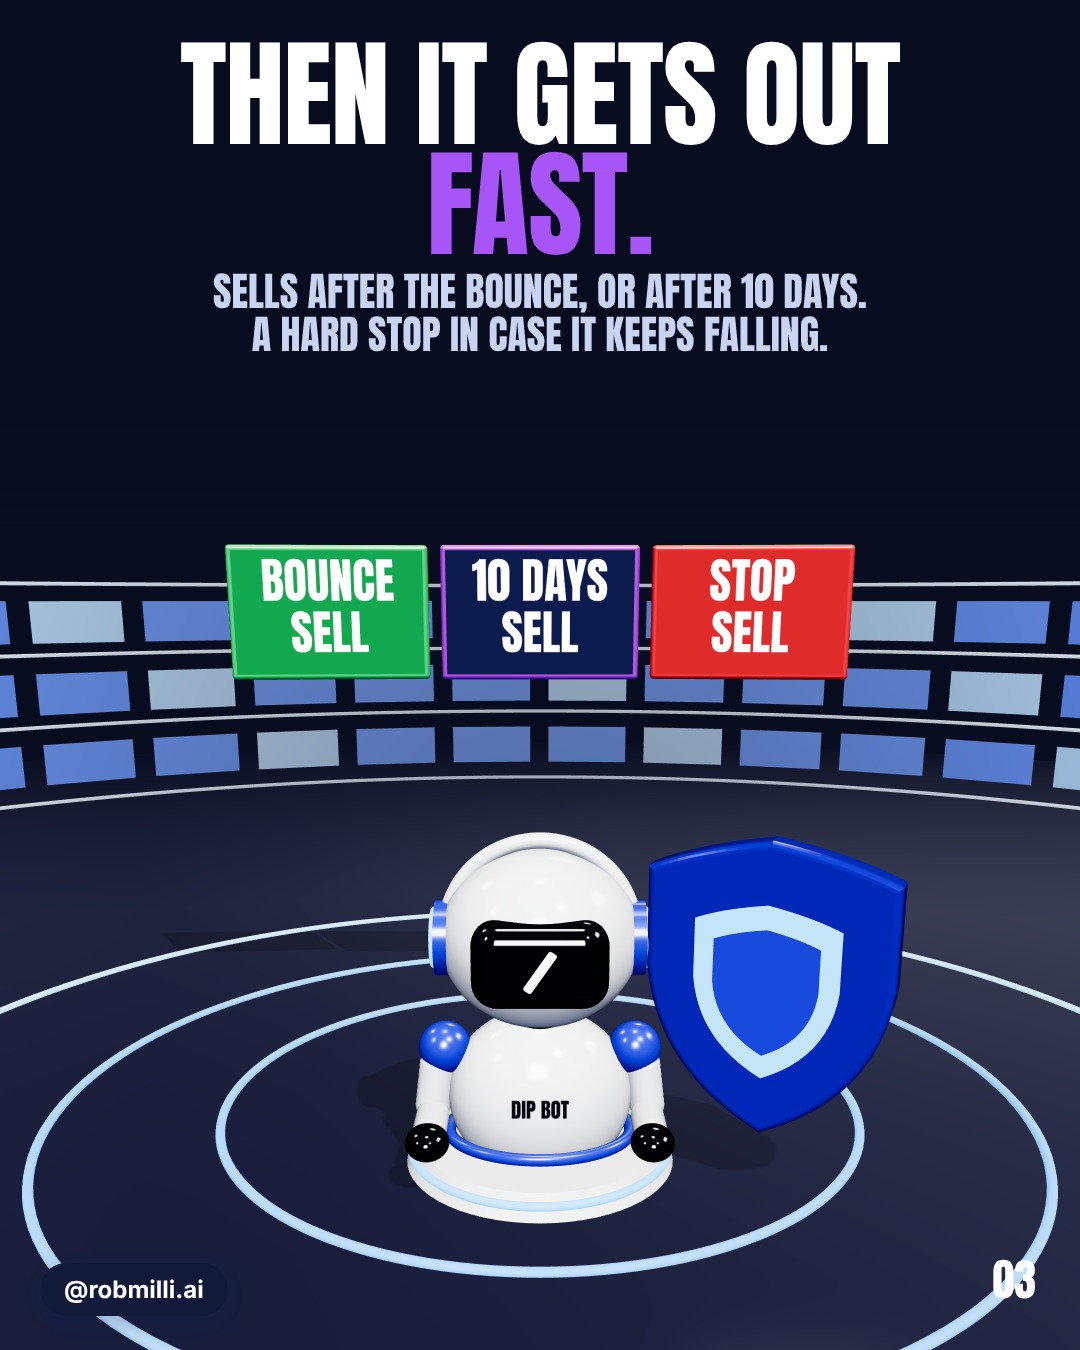 THEN IT GETS OUT
FAST.
SELLS AFTER THE BOUNCE, OR AFTER 10 DAYS.
A HARD STOP IN CASE IT KEEPS FALLING.
BOUNCE
SELL
10 DAYS
SELL
STOP
SELL
DIP BOT
@robmilli.ai
03